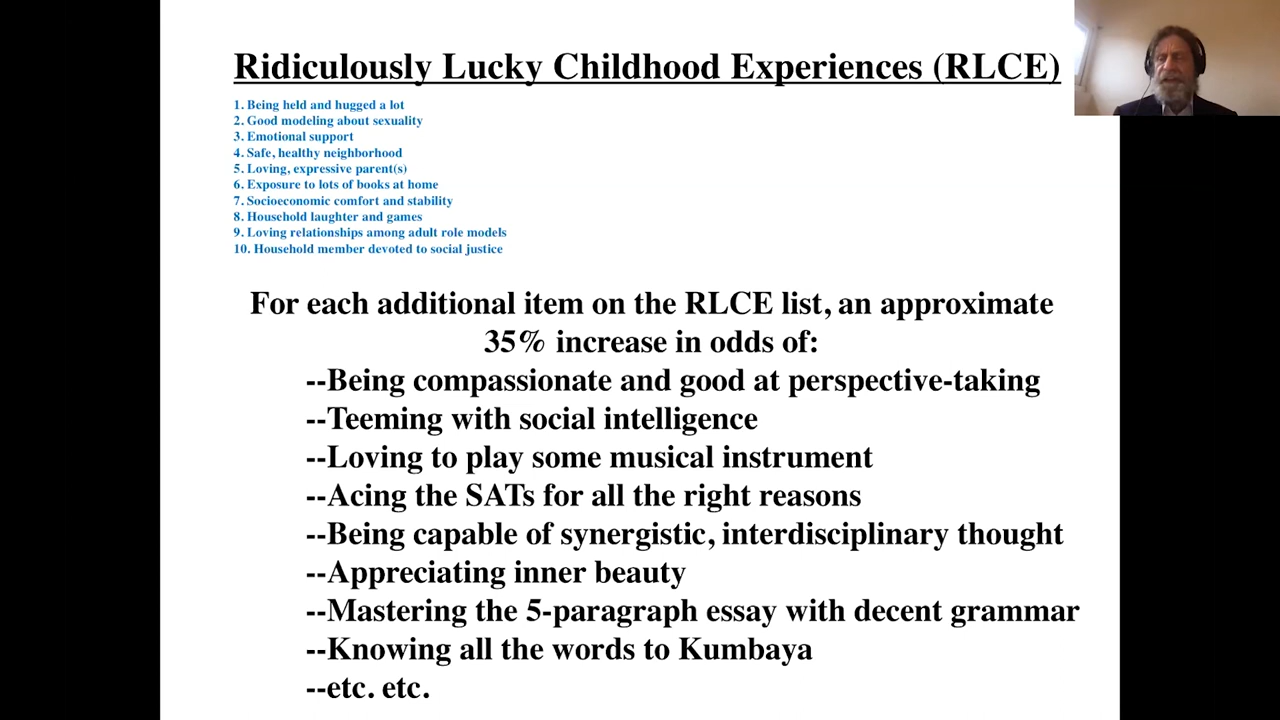 Ridiculously Lucky Childhood Experiences (RLCE)
1. Being held and hugged a lot
2. Good modeling about sexuality
3. Emotional support
4. Safe, healthy neighborhood
5. Loving, expressive parent(s)
6. Exposure to lots of books at home
7. Socioeconomic comfort and stability
8. Household laughter and games
9. Loving relationships among adult role models
10. Household member devoted to social justice
For each additional item on the RLCE list, an approximate
35% increase in odds of:
--Being compassionate and good at perspective-taking
--Teeming with social intelligence
--Loving to play some musical instrument
--Acing the SATs for all the right reasons
--Being capable of synergistic, interdisciplinary thought
--Appreciating inner beauty
--Mastering the 5-paragraph essay with decent grammar
--Knowing all the words to Kumbaya
--etc. etc.